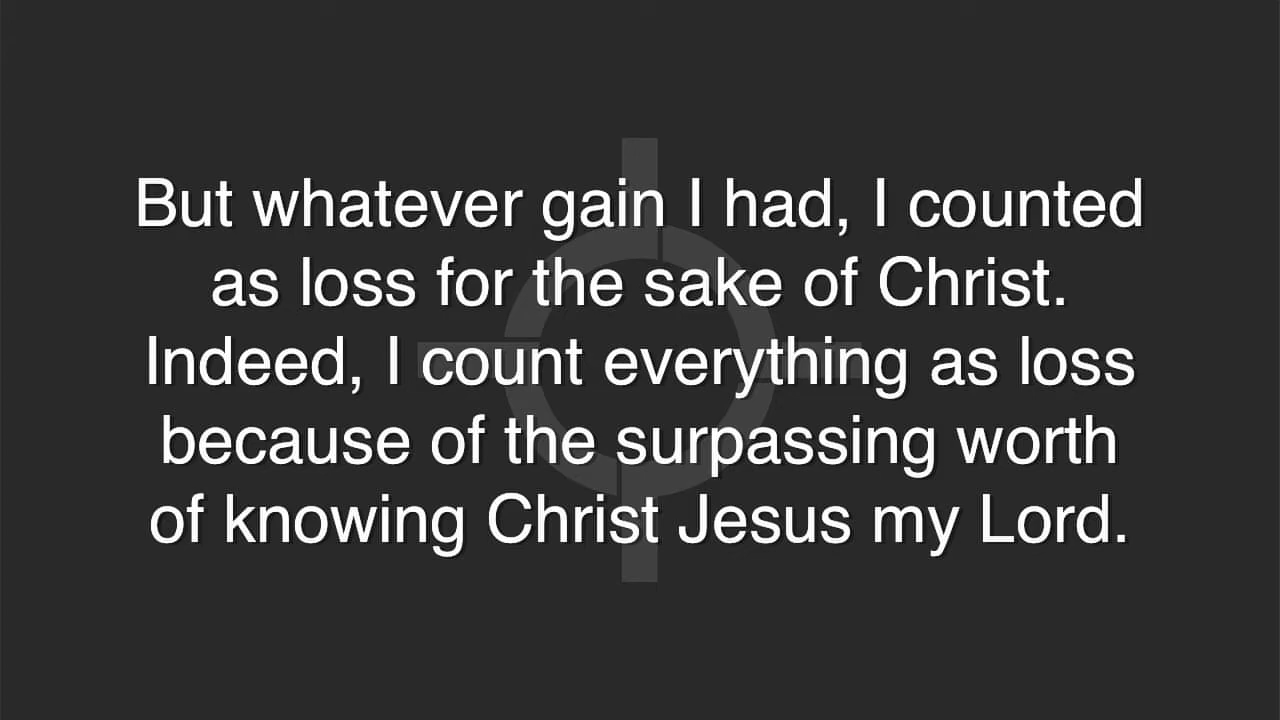 But whatever gain I had, I counted
as loss for the sake of Christ.
Indeed, I count everything as loss
because of the surpassing worth
of knowing Christ Jesus my Lord.